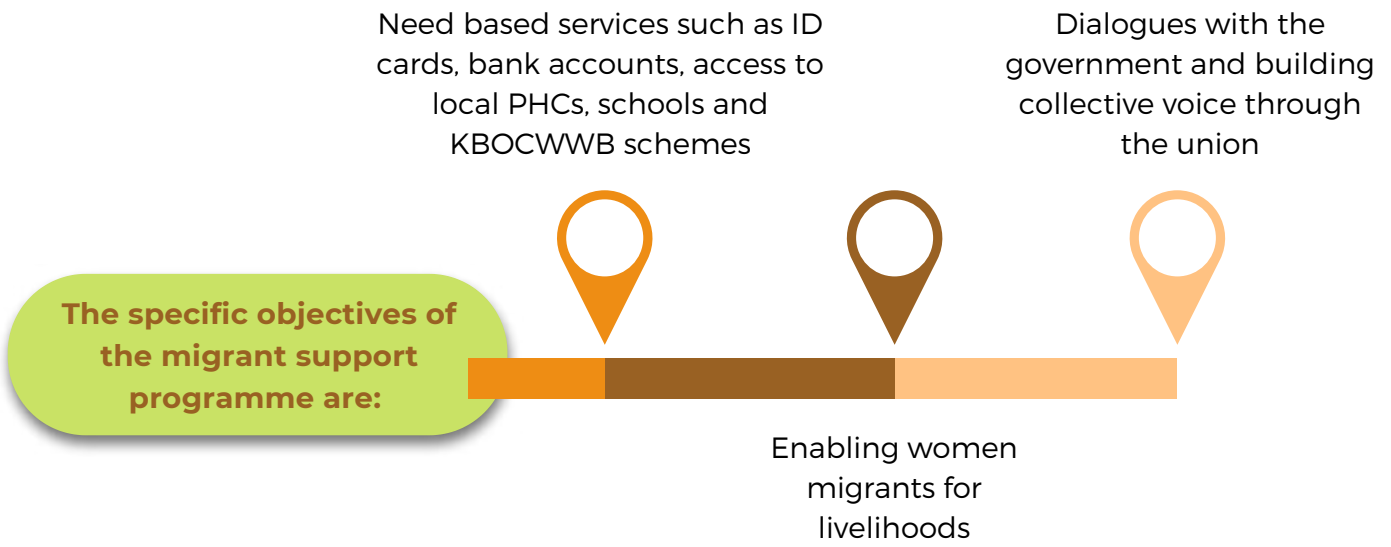 The specific objectives of
the migrant support
programme are:
Need based services such as ID
cards, bank accounts, access to
local PHCs, schools and
KBOCWWB schemes
Enabling women
migrants for
livelihoods
Dialogues with the
government and building
collective voice through
the union